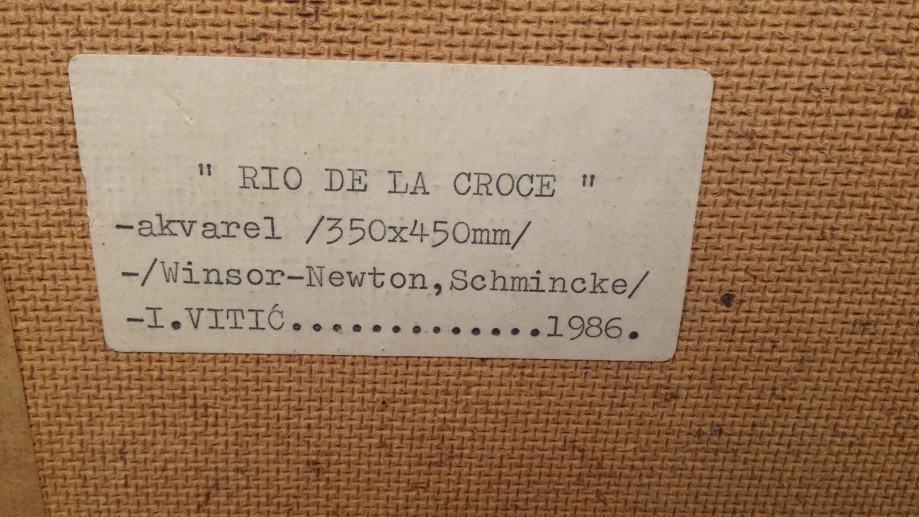 " RIO DE LA CROCE "
-akvarel /350x450mm/
-/Winsor-Newton,Schmincke/
-I.VITIĆ.............1986.